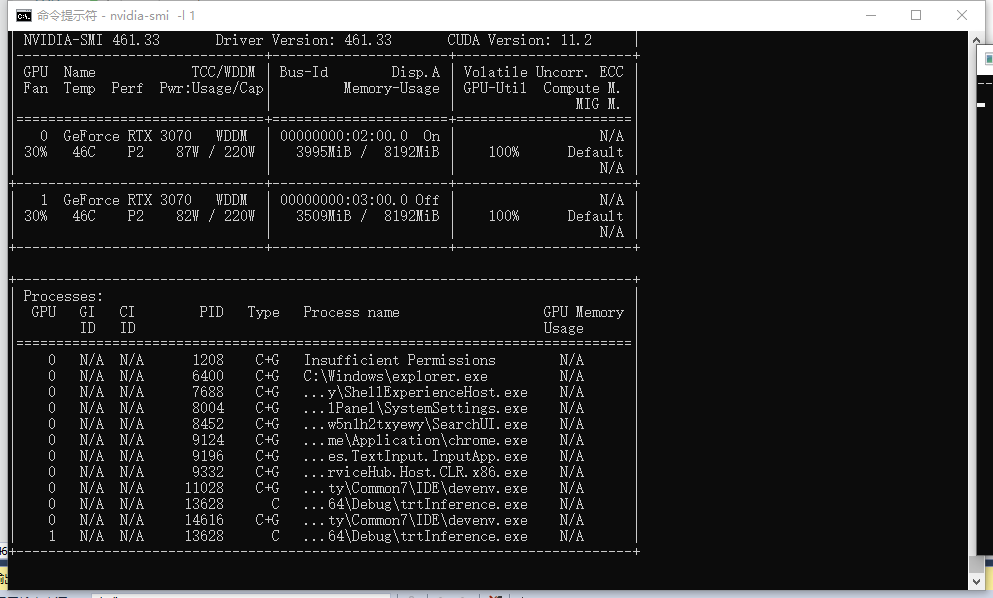 命令提示符 - nvidia-smi -l 1
NVIDIA-SMI 461.33 Driver Version: 461.33 CUDA Version: 11.2
GPU Name TCC/WDDM Bus-Id Disp.A Volatile Uncorr. ECC
Fan Temp Perf Pwr:Usage/Cap Memory-Usage GPU-Util Compute M.
MIG M.
0 GeForce RTX 3070 WDDM 00000000:02:00.0 On N/A
30% 46C P2 87W / 220W 3995MiB / 8192MiB 100% Default
N/A
1 GeForce RTX 3070 WDDM 00000000:03:00.0 Off N/A
30% 46C P2 82W / 220W 3509MiB / 8192MiB 100% Default
N/A
Processes:
GPU GI CI PID Type Process name GPU Memory
ID ID Usage
0 N/A N/A 1208 C+G Insufficient Permissions N/A
0 N/A N/A 6400 C+G C:\Windows\explorer.exe N/A
0 N/A N/A 7688 C+G ...y\ShellExperienceHost.exe N/A
0 N/A N/A 8004 C+G ...lPanel\SystemSettings.exe N/A
0 N/A N/A 8452 C+G ...w5n1h2txyewy\SearchUI.exe N/A
0 N/A N/A 9124 C+G ...me\Application\chrome.exe N/A
0 N/A N/A 9196 C+G ...es.TextInput.InputApp.exe N/A
0 N/A N/A 9332 C+G ...rviceHub.Host.CLR.x86.exe N/A
0 N/A N/A 11028 C+G ...ty\Common7\IDE\devenv.exe N/A
0 N/A N/A 13628 C ...64\Debug\trtInference.exe N/A
0 N/A N/A 14616 C+G ...ty\Common7\IDE\devenv.exe N/A
1 N/A N/A 13628 C ...64\Debug\trtInference.exe N/A